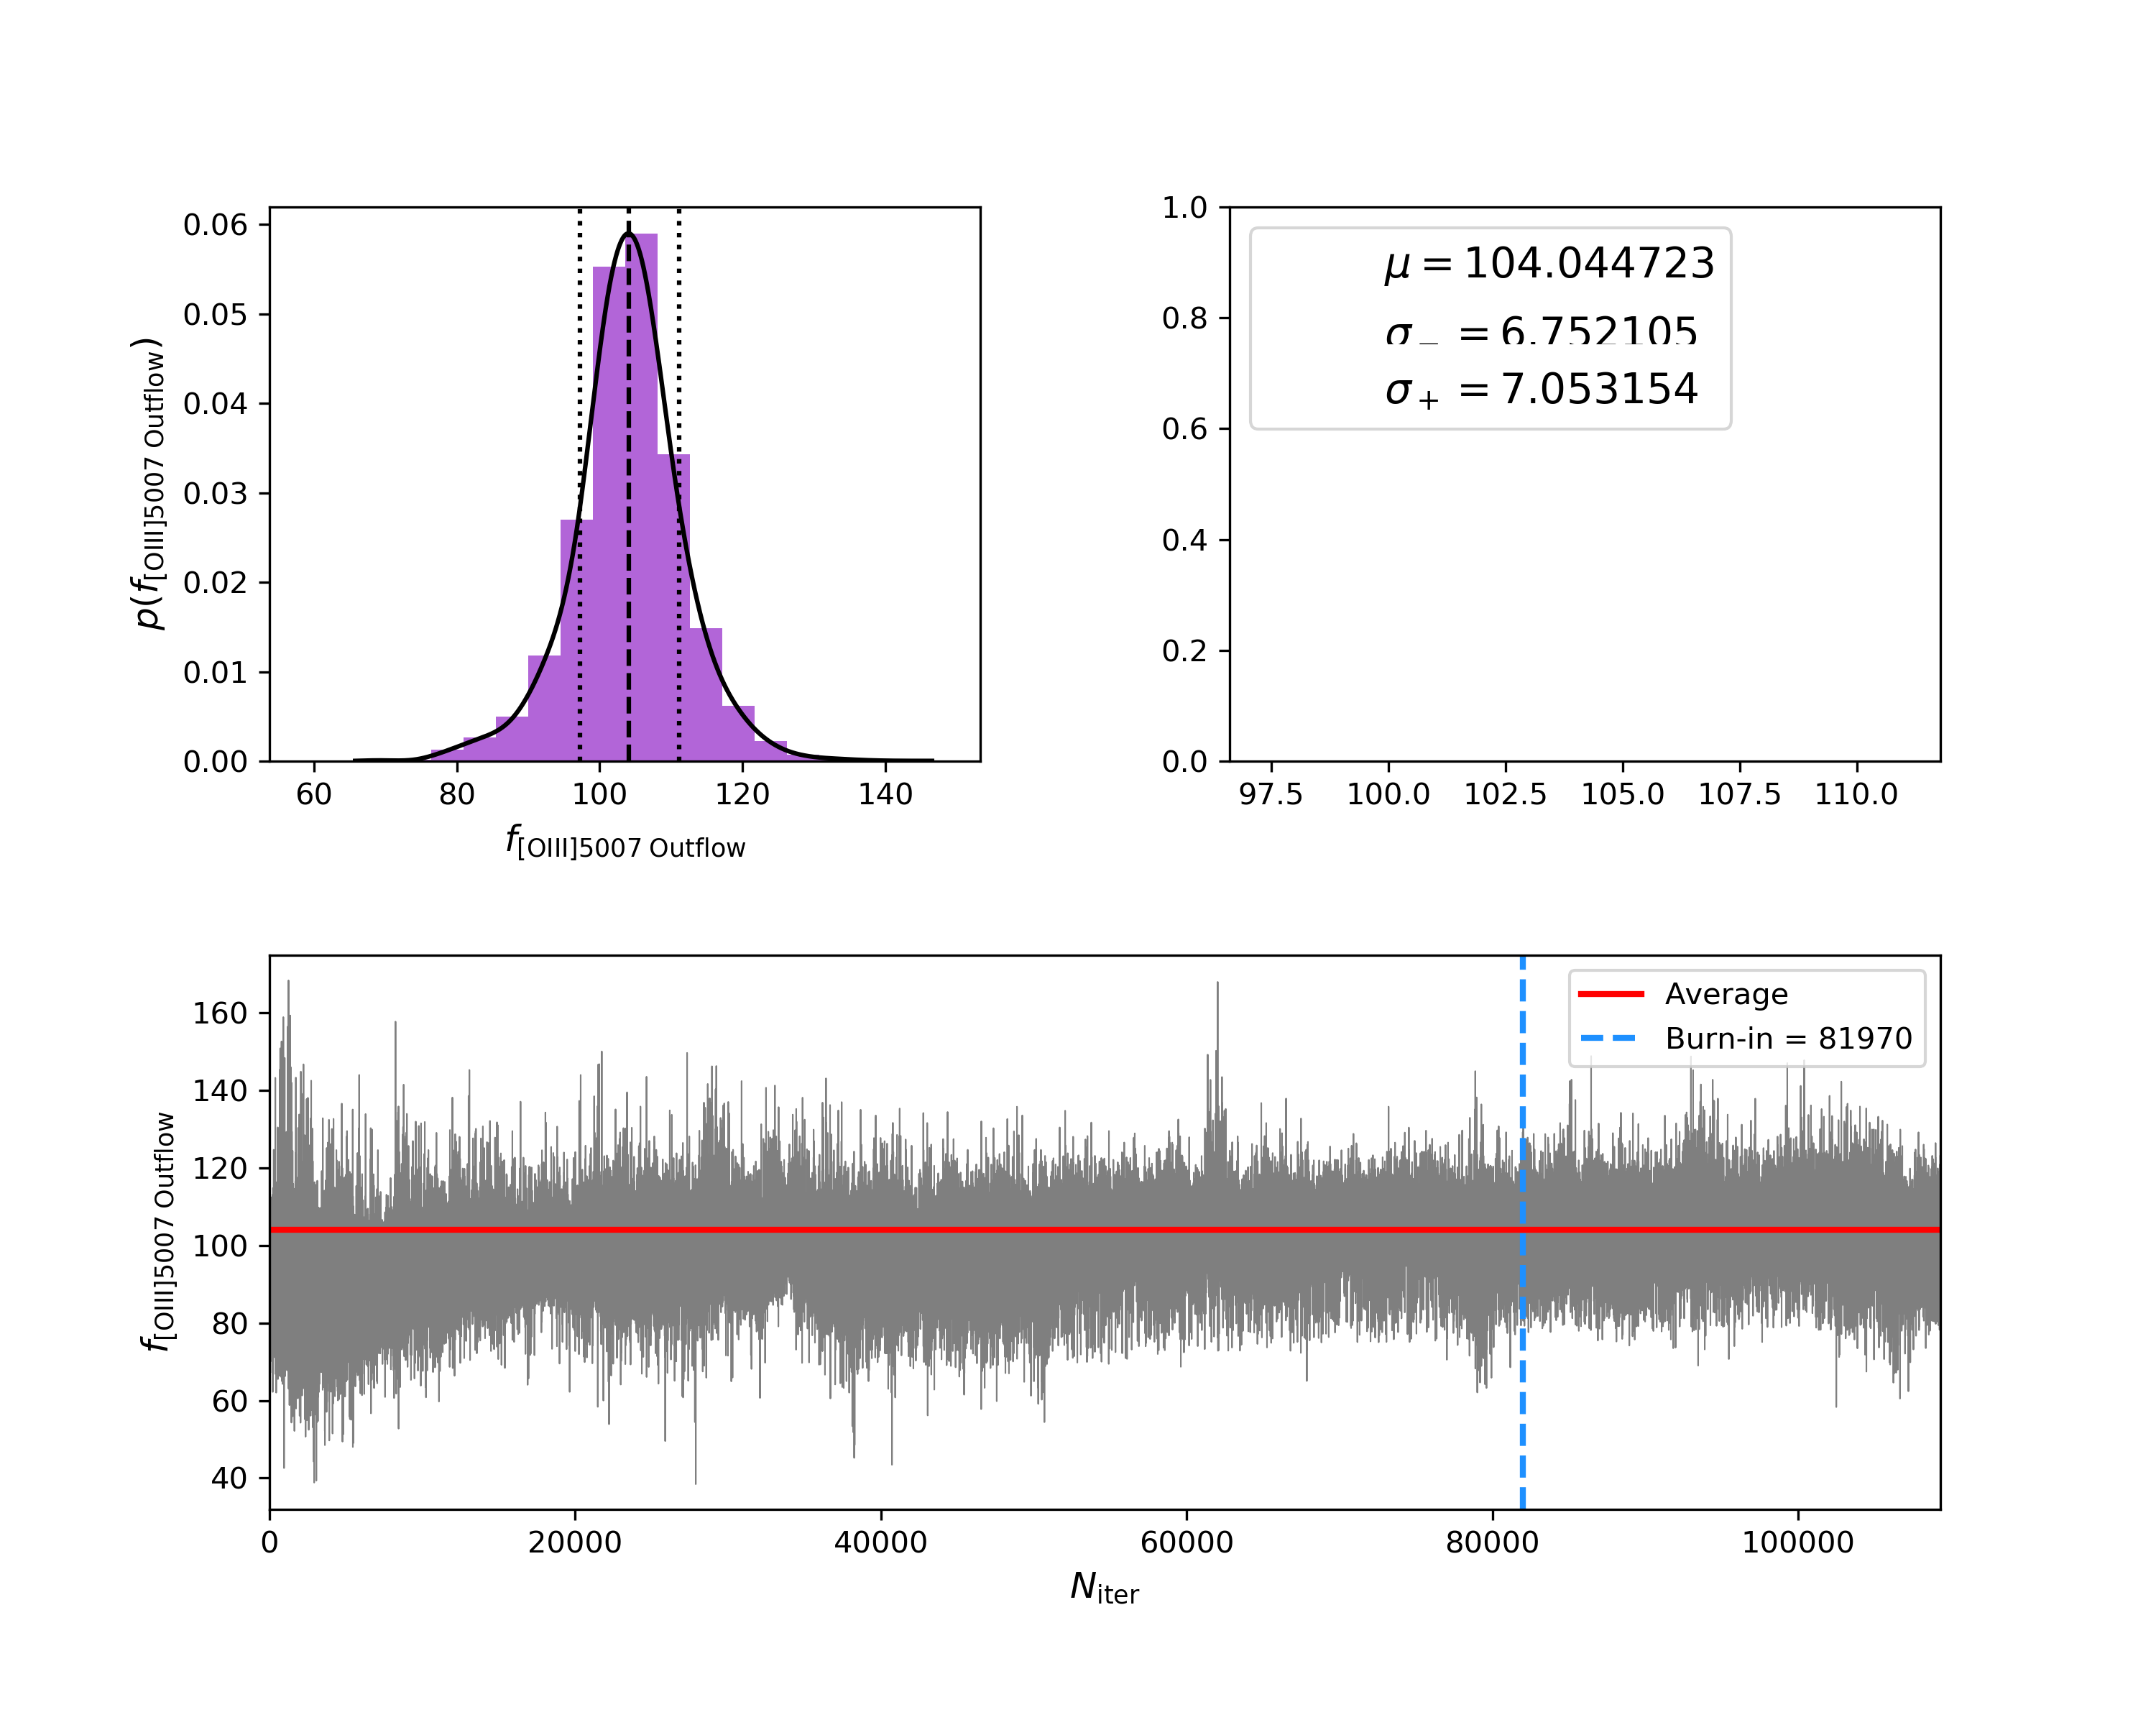 0.06
0.05
0.04
0.03
0.02
0.01
0.00
p(f[OIII]5007 Outflow)
60 80 100 120 140
f[OIII]5007 Outflow
1.0
0.8
0.6
0.4
0.2
0.0
μ = 104.044723
σ− = 6.752105
σ+ = 7.053154
97.5 100.0 102.5 105.0 107.5 110.0
160
140
120
100
80
60
40
f[OIII]5007 Outflow
Average
Burn-in = 81970
0 20000 40000 60000 80000 100000
Niter